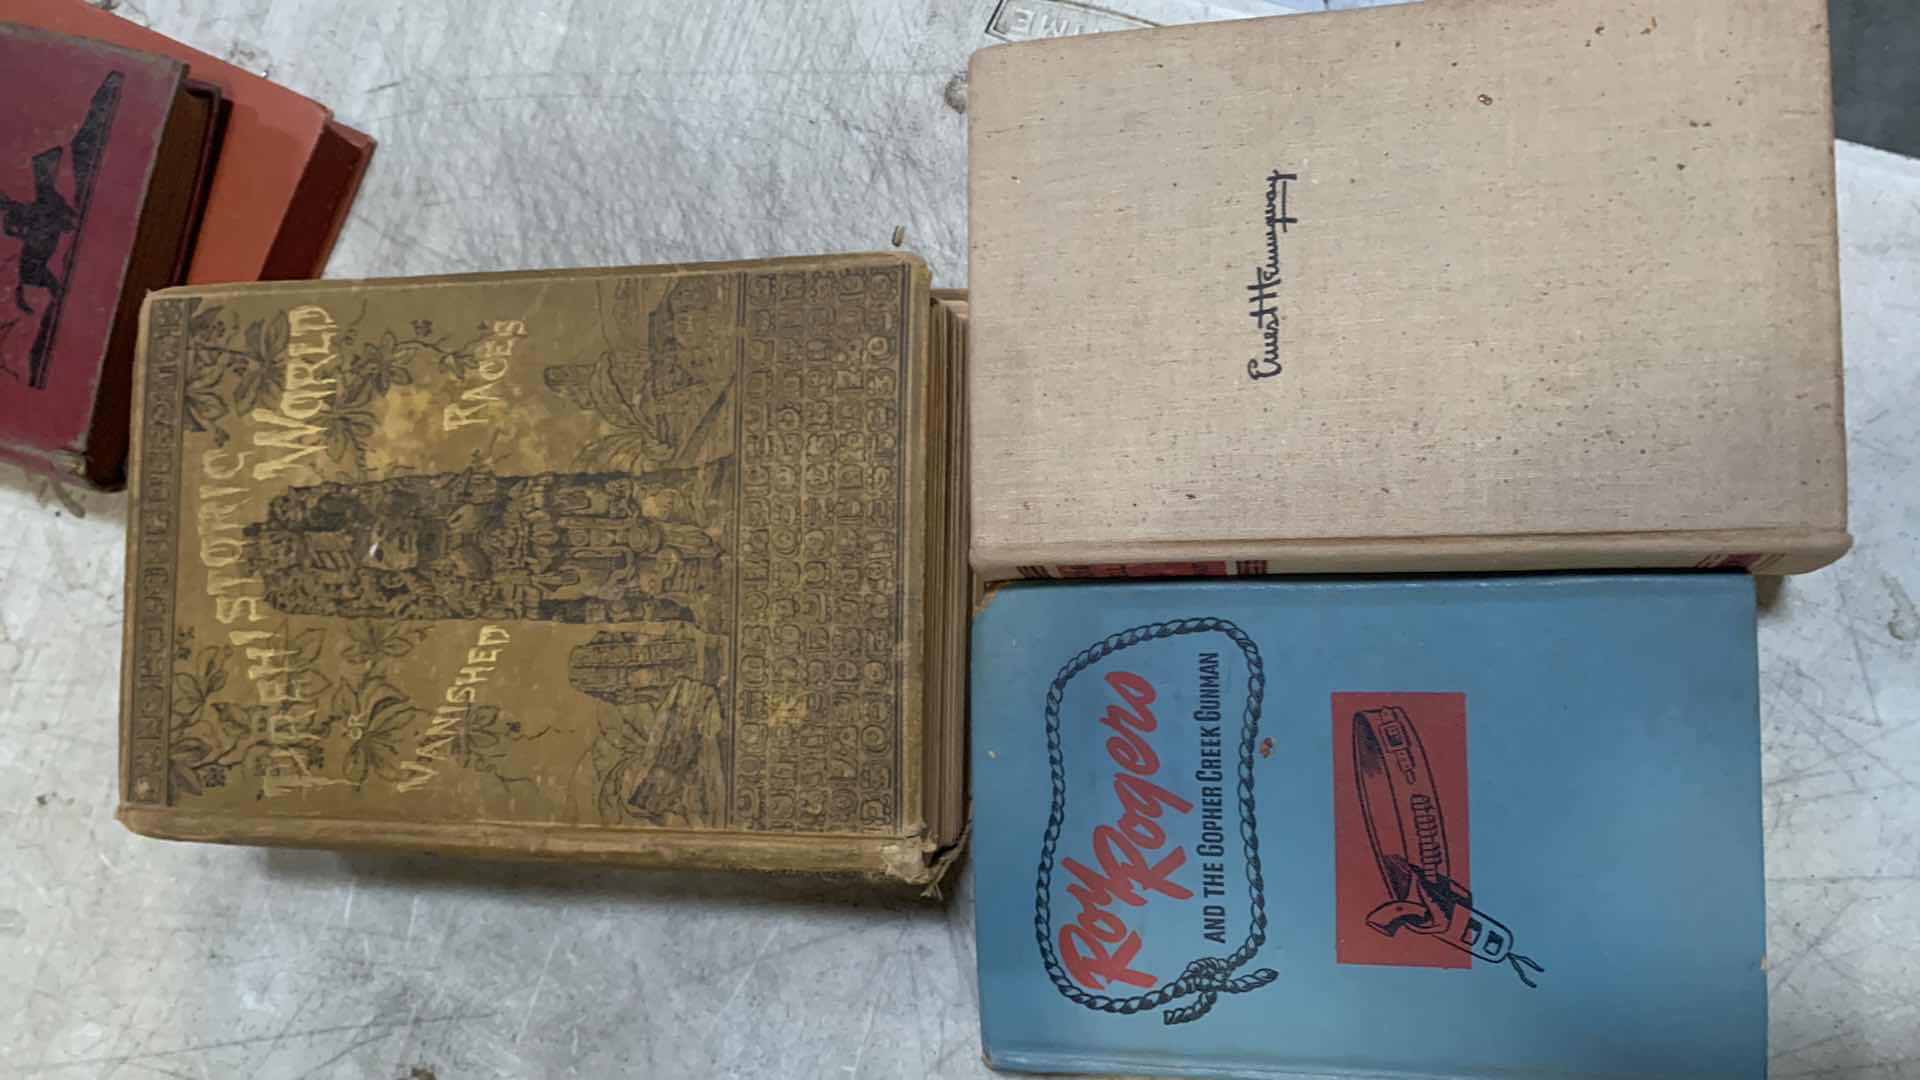 PREHISTORIC
WORLD
OR
VANISHED
RACES
Ernest Hemingway
Roy Rogers
AND THE GOPHER CREEK GUNMAN